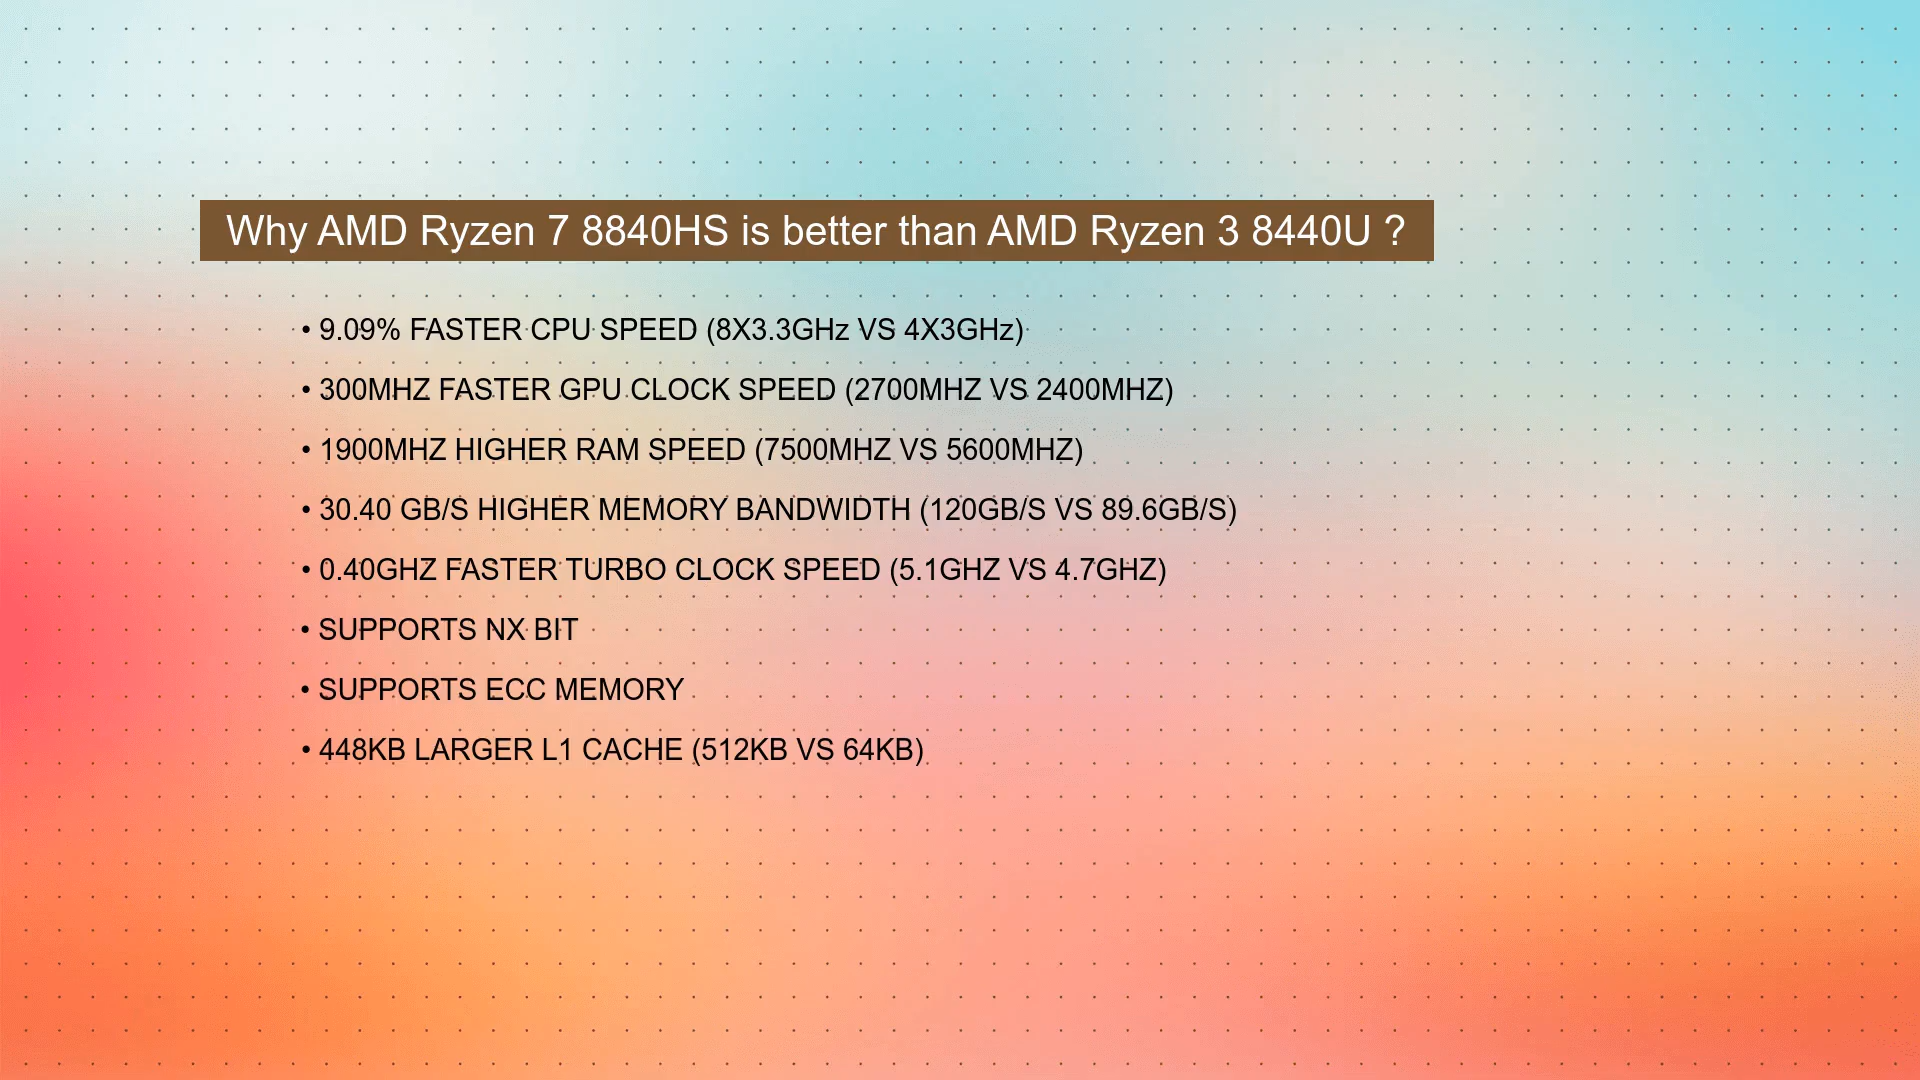 Why AMD Ryzen 7 8840HS is better than AMD Ryzen 3 8440U ?
• 9.09% FASTER CPU SPEED (8X3.3GHz VS 4X3GHz)
• 300MHZ FASTER GPU CLOCK SPEED (2700MHZ VS 2400MHZ)
• 1900MHZ HIGHER RAM SPEED (7500MHZ VS 5600MHZ)
• 30.40 GB/S HIGHER MEMORY BANDWIDTH (120GB/S VS 89.6GB/S)
• 0.40GHZ FASTER TURBO CLOCK SPEED (5.1GHZ VS 4.7GHZ)
• SUPPORTS NX BIT
• SUPPORTS ECC MEMORY
• 448KB LARGER L1 CACHE (512KB VS 64KB)